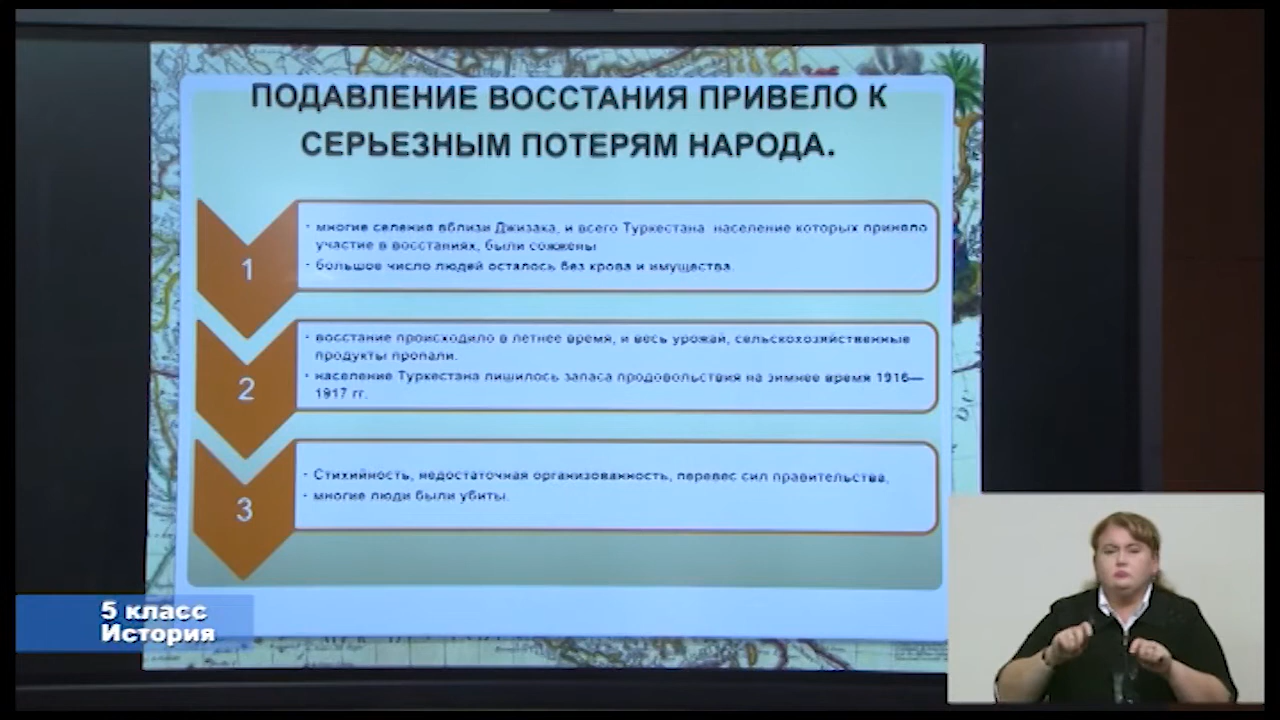 ПОДАВЛЕНИЕ ВОССТАНИЯ ПРИВЕЛО К
СЕРЬЕЗНЫМ ПОТЕРЯМ НАРОДА.
1
- многие селения вблизи Джизака, и всего Туркестана население которых приняло
участие в восстаниях, были сожжены
- большое число людей осталось без крова и имущества.
2
- восстание происходило в летнее время, и весь урожай, сельскохозяйственные
продукты пропали.
- население Туркестана лишилось запаса продовольствия на зимнее время 1916—
1917 гг.
3
- Стихийность, недостаточная организованность, перевес сил правительства,
- многие люди были убиты.
5 класс
История